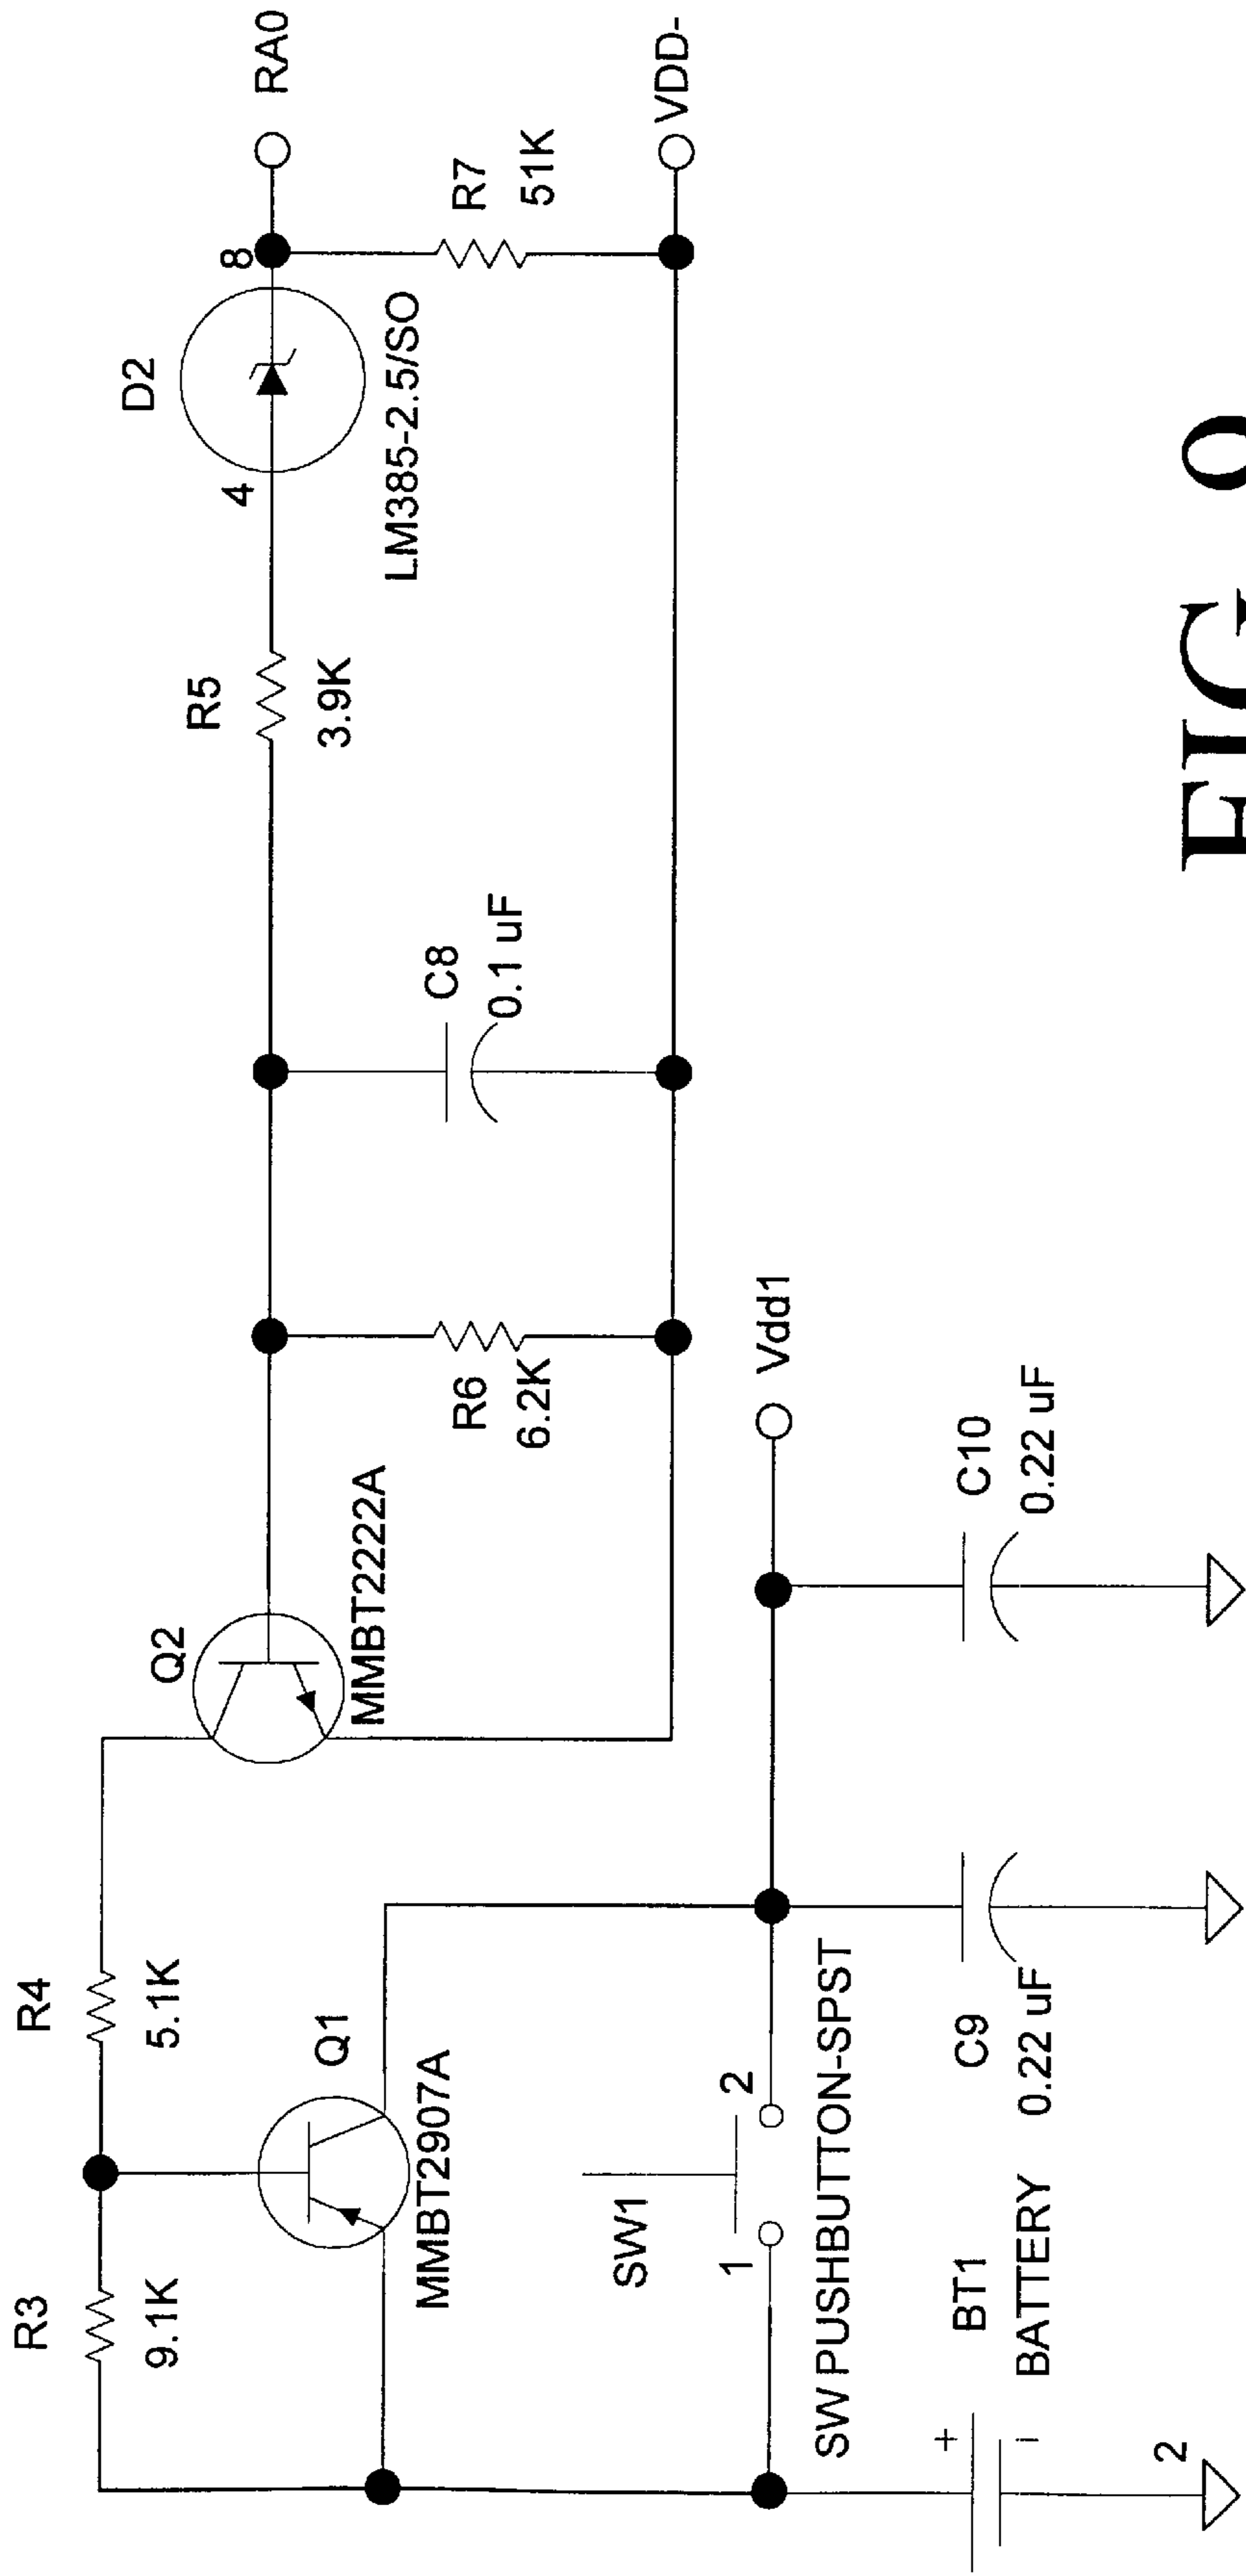 R3
9.1K
R4
5.1K
Q1
MMBT2907A
SW1
1
2
SW PUSHBUTTON-SPST
BT1
BATTERY
+
−
2
C9
0.22 uF
C10
0.22 uF
Vdd1
Q2
MMBT2222A
R6
6.2K
C8
0.1 uF
R5
3.9K
D2
4
8
LM385-2.5/SO
R7
51K
RA0
VDD-
FIG